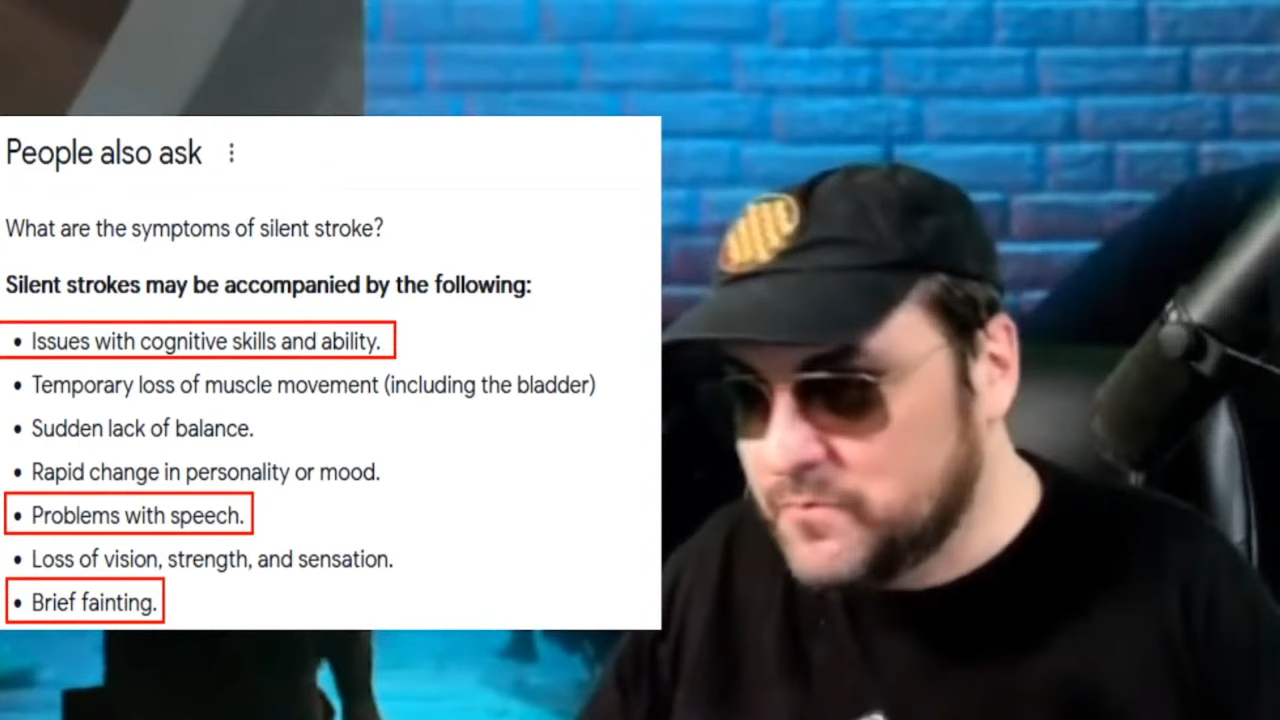 People also ask
What are the symptoms of silent stroke?
Silent strokes may be accompanied by the following:
• Issues with cognitive skills and ability.
• Temporary loss of muscle movement (including the bladder)
• Sudden lack of balance.
• Rapid change in personality or mood.
• Problems with speech.
• Loss of vision, strength, and sensation.
• Brief fainting.